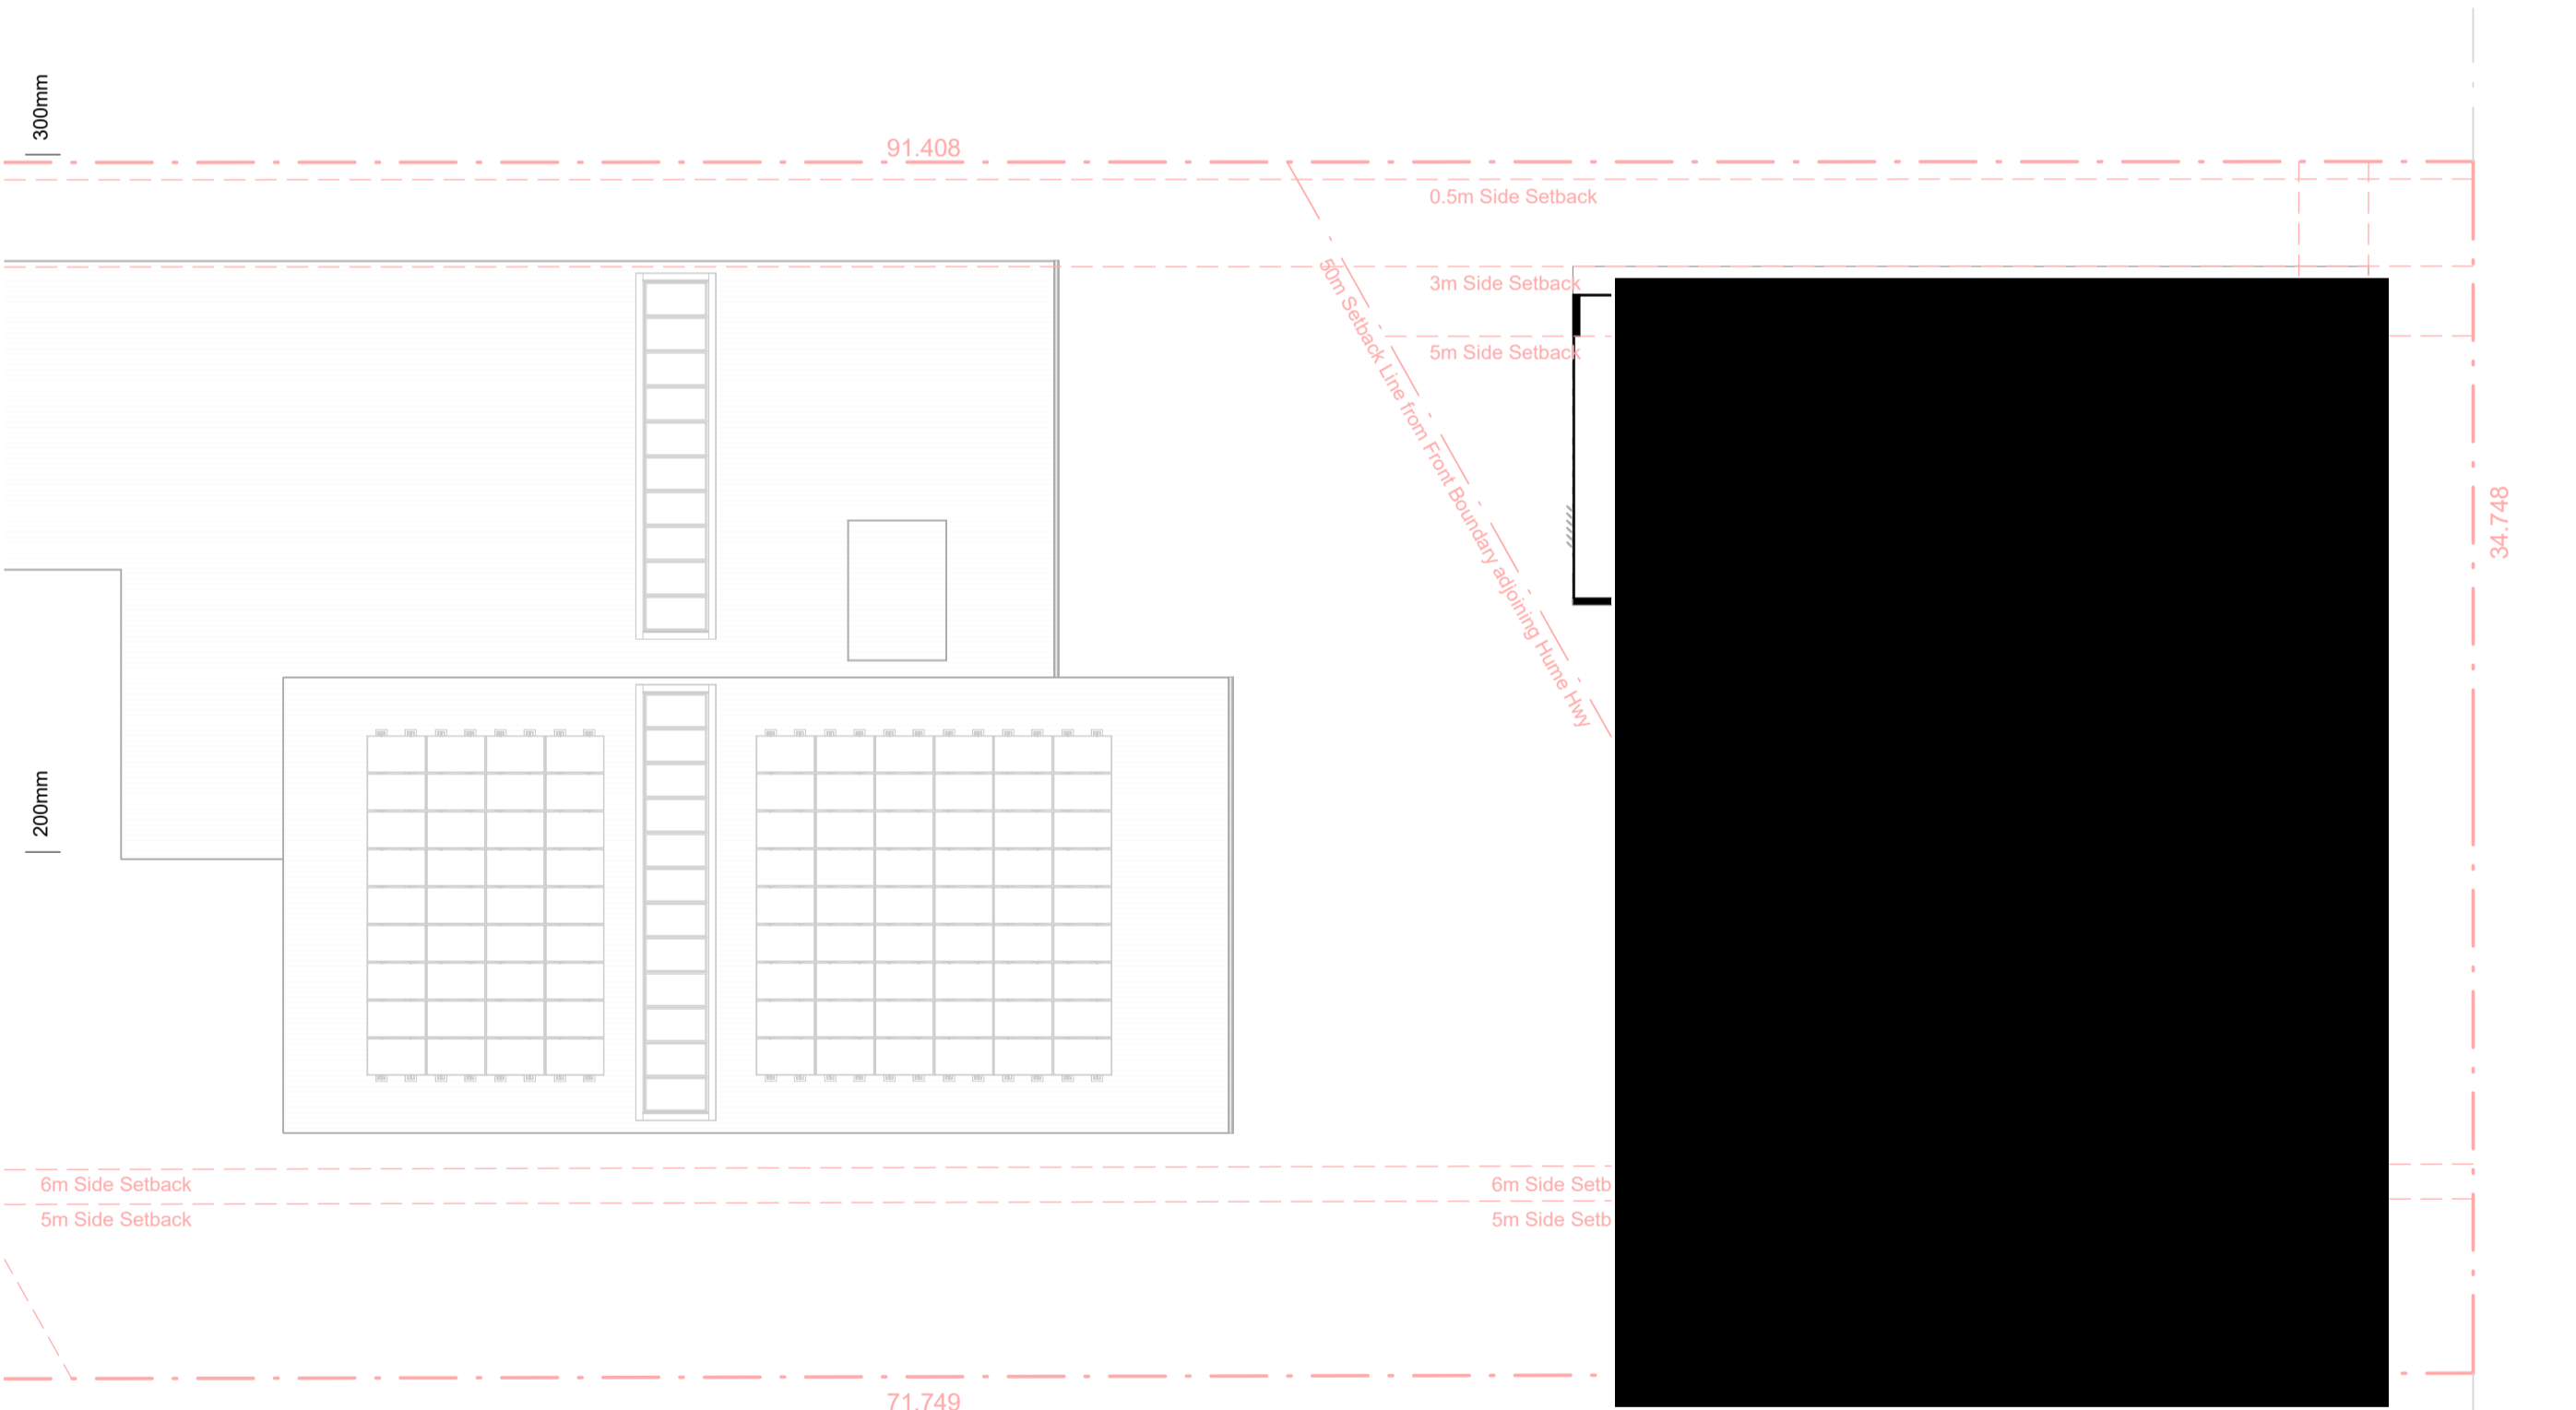 300mm
91.408
0.5m Side Setback
3m Side Setback
5m Side Setback
50m Setback Line from Front Boundary adjoining Hume Hwy
34.748
200mm
6m Side Setback
6m Side Setb
5m Side Setback
5m Side Setb
71.749